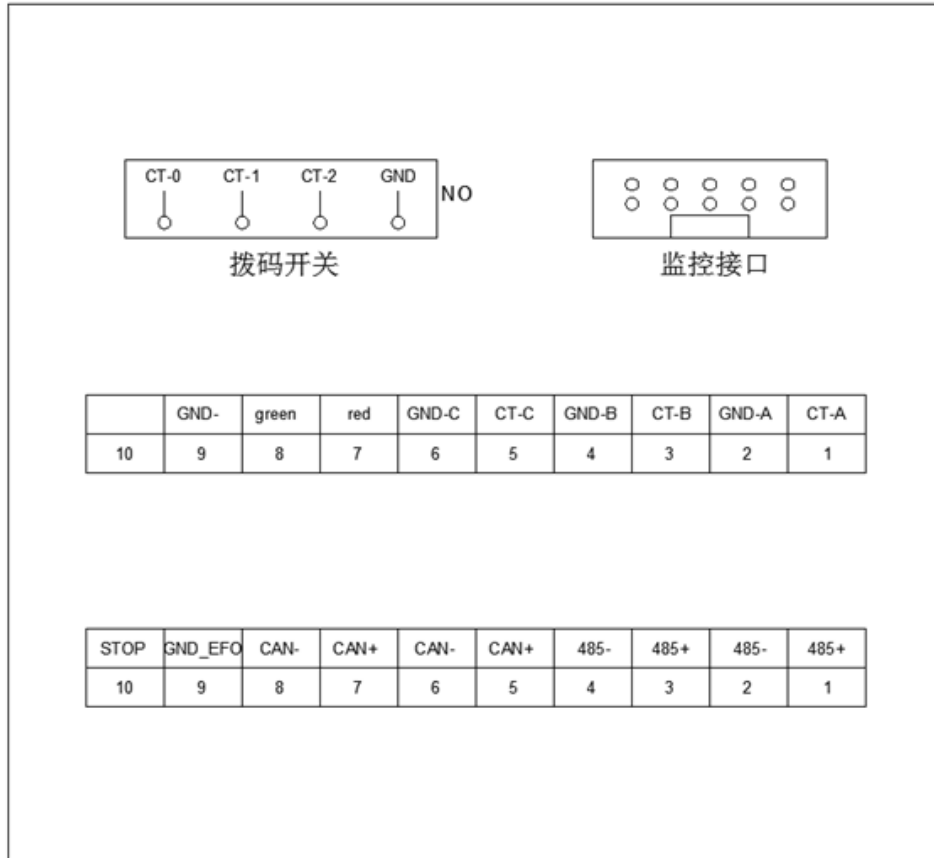 CT-0 CT-1 CT-2 GND
NO
拨码开关 监控接口
GND- green red GND-C CT-C GND-B CT-B GND-A CT-A
10 9 8 7 6 5 4 3 2 1
STOP GND_EFO CAN- CAN+ CAN- CAN+ 485- 485+ 485- 485+
10 9 8 7 6 5 4 3 2 1